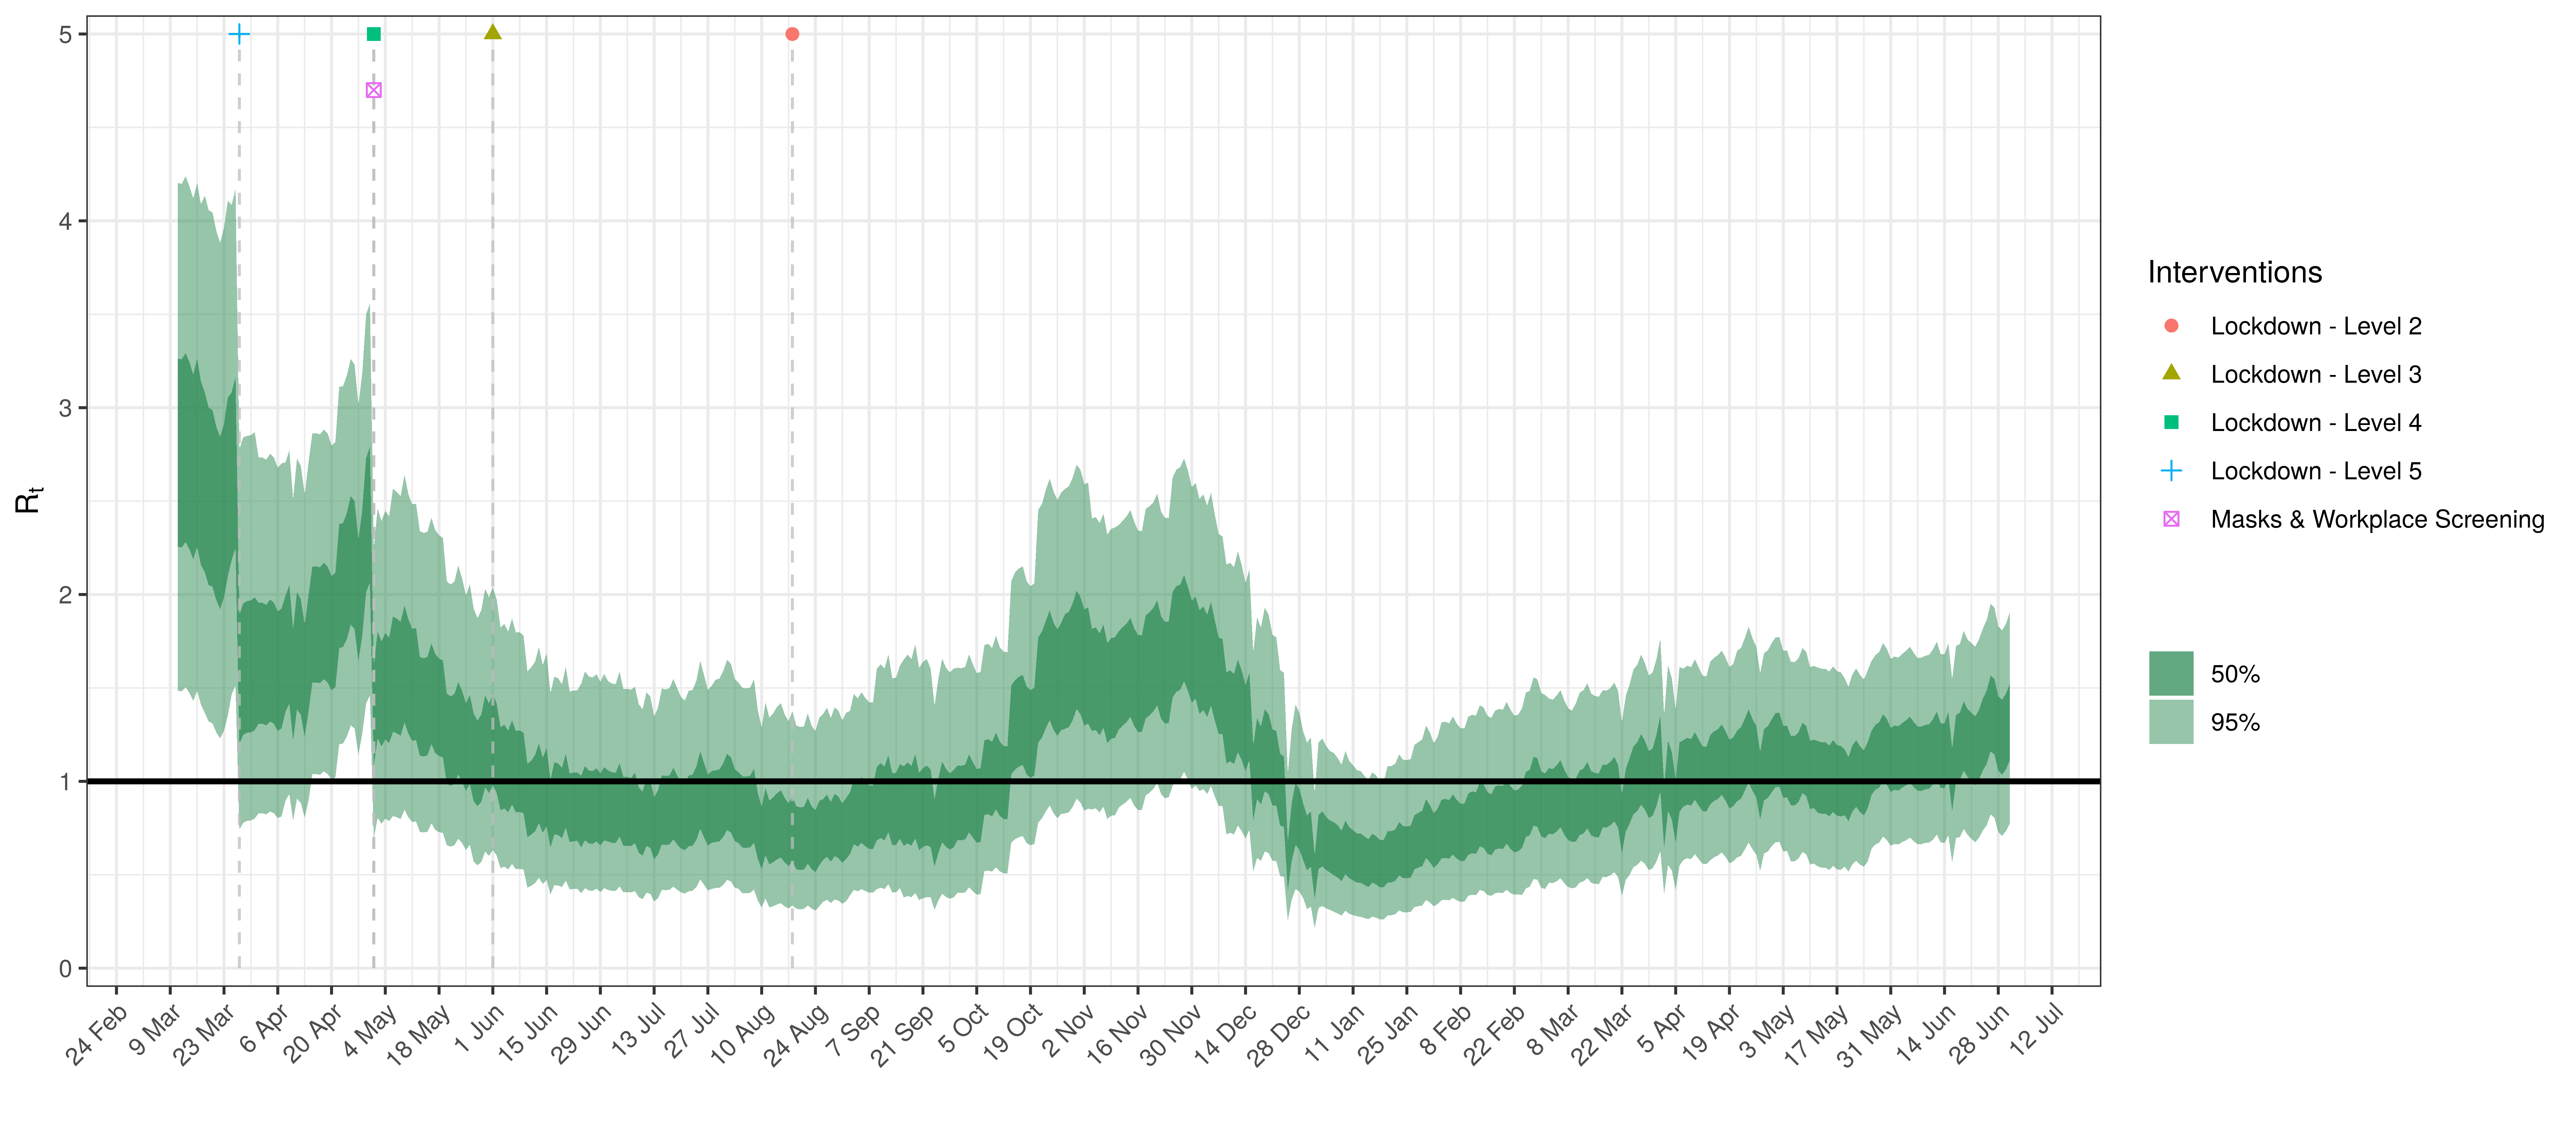 5
4
3
2
1
0
Rt
24 Feb
9 Mar
23 Mar
6 Apr
20 Apr
4 May
18 May
1 Jun
15 Jun
29 Jun
13 Jul
27 Jul
10 Aug
24 Aug
7 Sep
21 Sep
5 Oct
19 Oct
2 Nov
16 Nov
30 Nov
14 Dec
28 Dec
11 Jan
25 Jan
8 Feb
22 Feb
8 Mar
22 Mar
5 Apr
19 Apr
3 May
17 May
31 May
14 Jun
28 Jun
12 Jul
Interventions
Lockdown - Level 2
Lockdown - Level 3
Lockdown - Level 4
Lockdown - Level 5
Masks & Workplace Screening
50%
95%